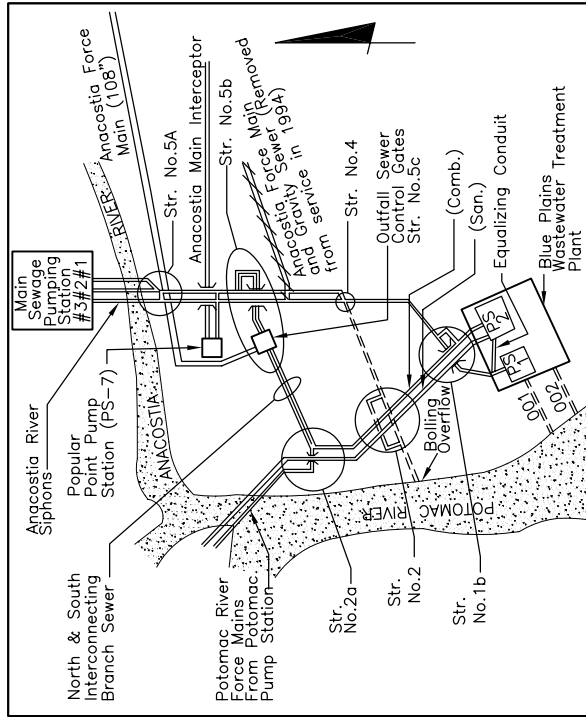 Main
Sewage
Pumping
Station
#3#2#1
Anacostia River
Siphons
RIVER
ANACOSTIA
Anacostia Force
Main (108")
Str. No.5A
Anacostia Main Interceptor
Str. No.5b
Anacostia Force Main
and Gravity Sewer (Removed
from service in 1994)
Str. No.4
Outfall Sewer
Control Gates
Str. No.5c
(Comb.)
(San.)
Equalizing Conduit
Blue Plains
Wastewater Treatment
Plant
PS
1
PS
2
001
002
Bolling
Overflow
POTOMAC RIVER
Popular
Point Pump
Station (PS-7)
North & South
Interconnecting
Branch Sewer
Potomac River
Force Mains
From Potomac
Pump Station
Str.
No.2a
Str.
No.2
Str.
No.1b